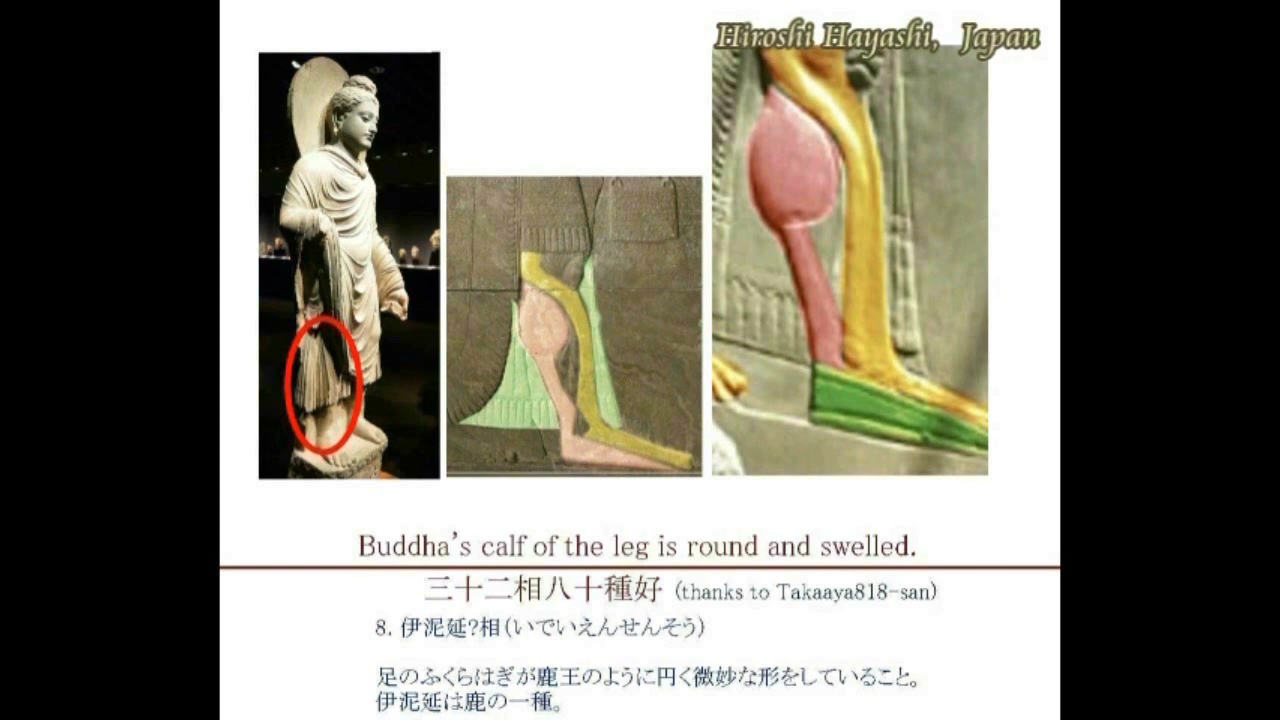 Hiroshi Hayashi, Japan
Buddha's calf of the leg is round and swelled.
三十二相八十種好 (thanks to Takaaya818-san)
8. 伊泥延?相(いでいえんせんそう)
足のふくらはぎが鹿王のように円く微妙な形をしていること。
伊泥延は鹿の一種。